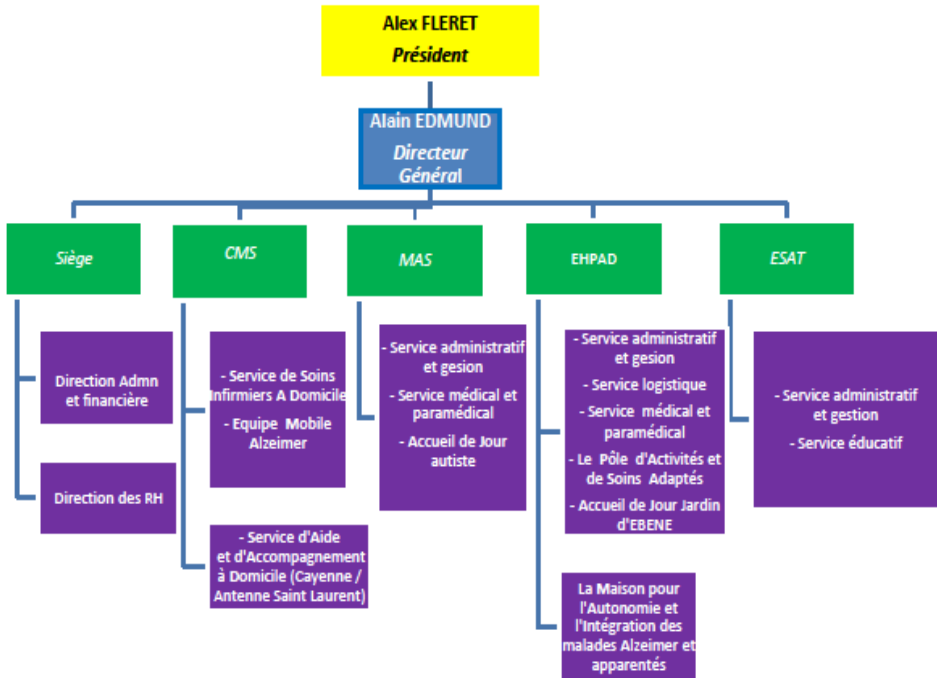 Alex FLERET
Président
Alain EDMUND
Directeur
Général
Siège
CMS
MAS
EHPAD
ESAT
Direction Admn
et financière
Direction des RH
- Service de Soins
Infirmiers A Domicile
- Equipe Mobile
Alzeimer
- Service d'Aide
et d'Accompagnement
à Domicile (Cayenne /
Antenne Saint Laurent)
- Service administratif
et gesion
- Service médical et
paramédical
- Accueil de Jour
autiste
- Service administratif
et gesion
- Service logistique
- Service médical et
paramédical
- Le Pôle d'Activités et
de Soins Adaptés
- Accueil de Jour Jardin
d'EBENE
La Maison pour
l'Autonomie et
l'Intégration des
malades Alzeimer et
apparentés
- Service administratif
et gestion
- Service éducatif